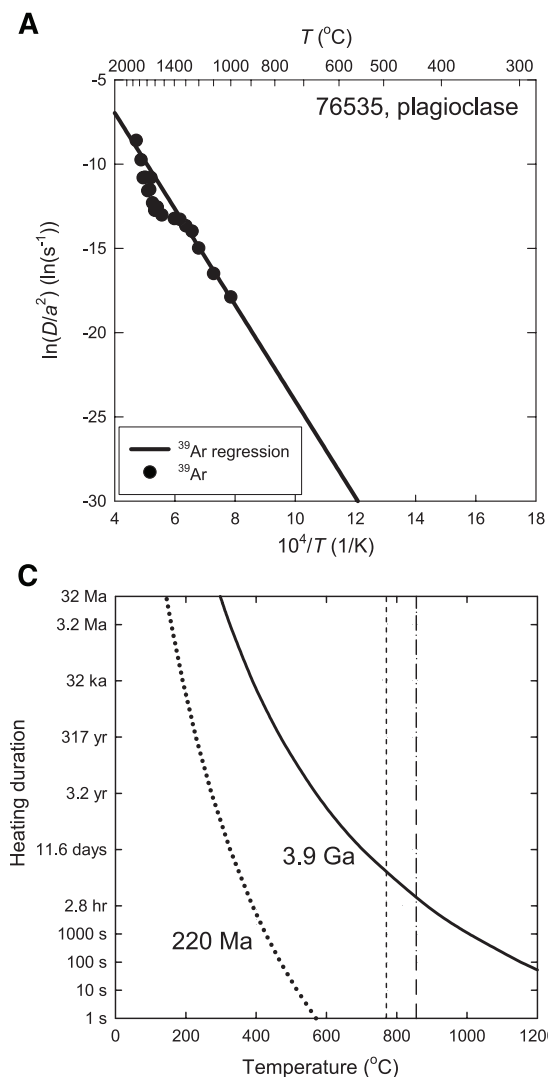 A
T (°C)
2000 1400 1000 800 600 400 300
76535, plagioclase
-5
-10
-15
-20
-25
-30
ln(D/a²) (ln(s⁻¹))
³⁹Ar regression
³⁹Ar
4 6 8 10 12 14 16 18
10⁴/T (1/K)
C
32 Ma
3.2 Ma
32 ka
317 yr
3.2 yr
11.6 days
2.8 hr
1000 s
100 s
10 s
1 s
Heating duration
3.9 Ga
220 Ma
0 200 400 600 800 1000 1200
Temperature (°C)